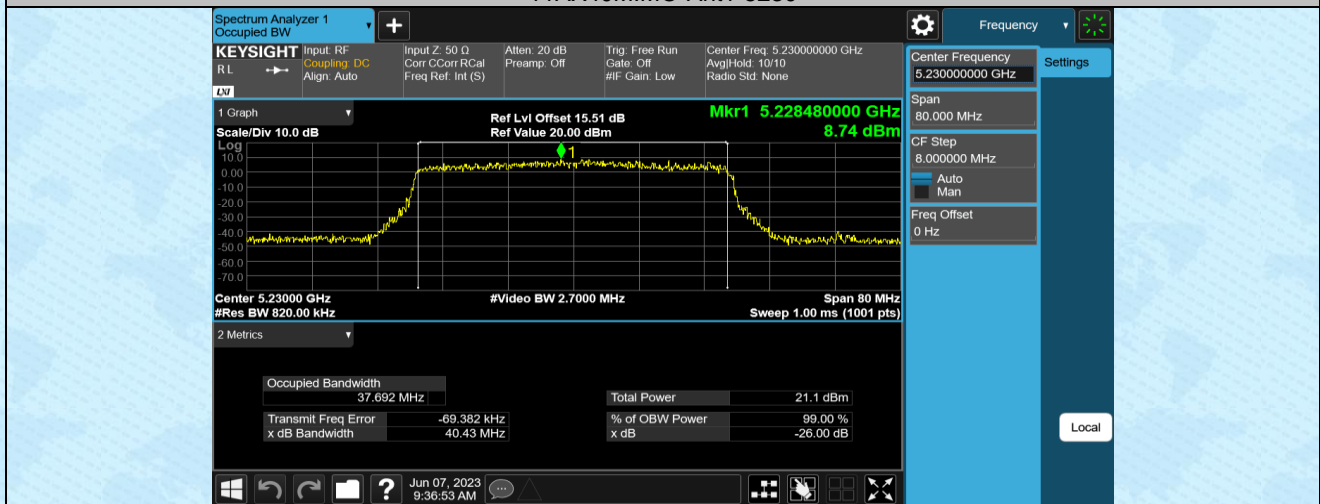 Spectrum Analyzer 1
Occupied BW
Frequency
KEYSIGHT
R L
LXI
Input: RF
Coupling: DC
Align: Auto
Input Z: 50 Ω
Corr CCorr RCal
Freq Ref: Int (S)
Atten: 20 dB
Preamp: Off
Trig: Free Run
Gate: Off
#IF Gain: Low
Center Freq: 5.230000000 GHz
Avg|Hold: 10/10
Radio Std: None
Center Frequency
5.230000000 GHz
Settings
Span
80.000 MHz
CF Step
8.000000 MHz
Auto
Man
Freq Offset
0 Hz
1 Graph
Scale/Div 10.0 dB
Ref Lvl Offset 15.51 dB
Ref Value 20.00 dBm
Mkr1 5.228480000 GHz
8.74 dBm
Log
10.0
0.00
-10.0
-20.0
-30.0
-40.0
-50.0
-60.0
-70.0
1
Center 5.23000 GHz
#Res BW 820.00 kHz
#Video BW 2.7000 MHz
Span 80 MHz
Sweep 1.00 ms (1001 pts)
2 Metrics
Occupied Bandwidth
37.692 MHz
Total Power 21.1 dBm
Transmit Freq Error -69.382 kHz
% of OBW Power 99.00 %
x dB Bandwidth 40.43 MHz
x dB -26.00 dB
Local
?
Jun 07, 2023
9:36:53 AM